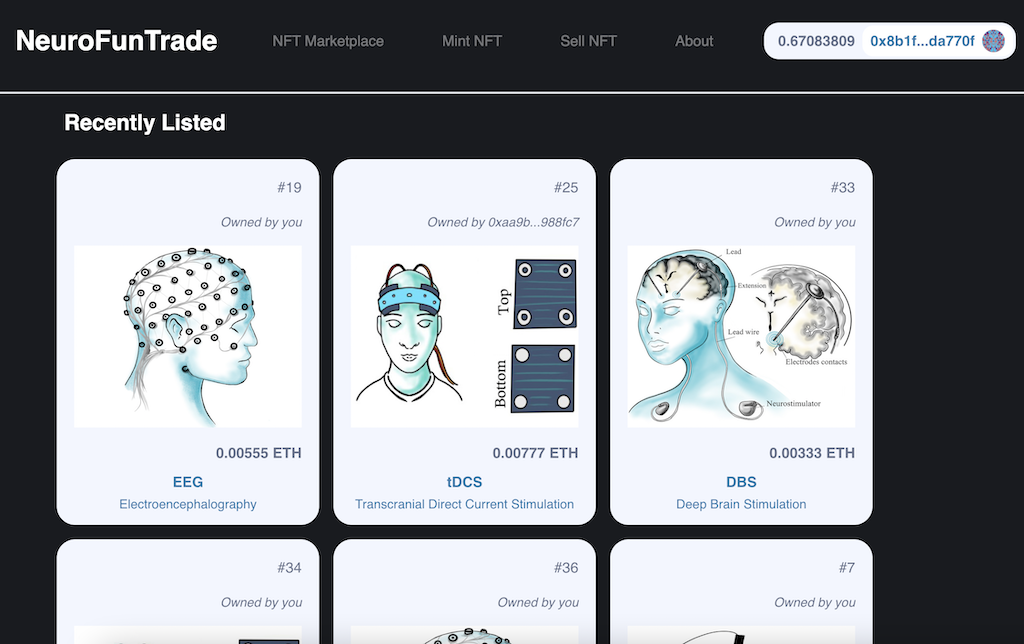 NeuroFunTrade
NFT Marketplace
Mint NFT
Sell NFT
About
0.67083809
0x8b1f...da770f
Recently Listed
#19
Owned by you
0.00555 ETH
EEG
Electroencephalography
#25
Owned by 0xaa9b...988fc7
Top
Bottom
0.00777 ETH
tDCS
Transcranial Direct Current Stimulation
#33
Owned by you
Lead
Extension
Lead wire
Electrodes contacts
Neurostimulator
0.00333 ETH
DBS
Deep Brain Stimulation
#34
Owned by you
#36
Owned by you
#7
Owned by you